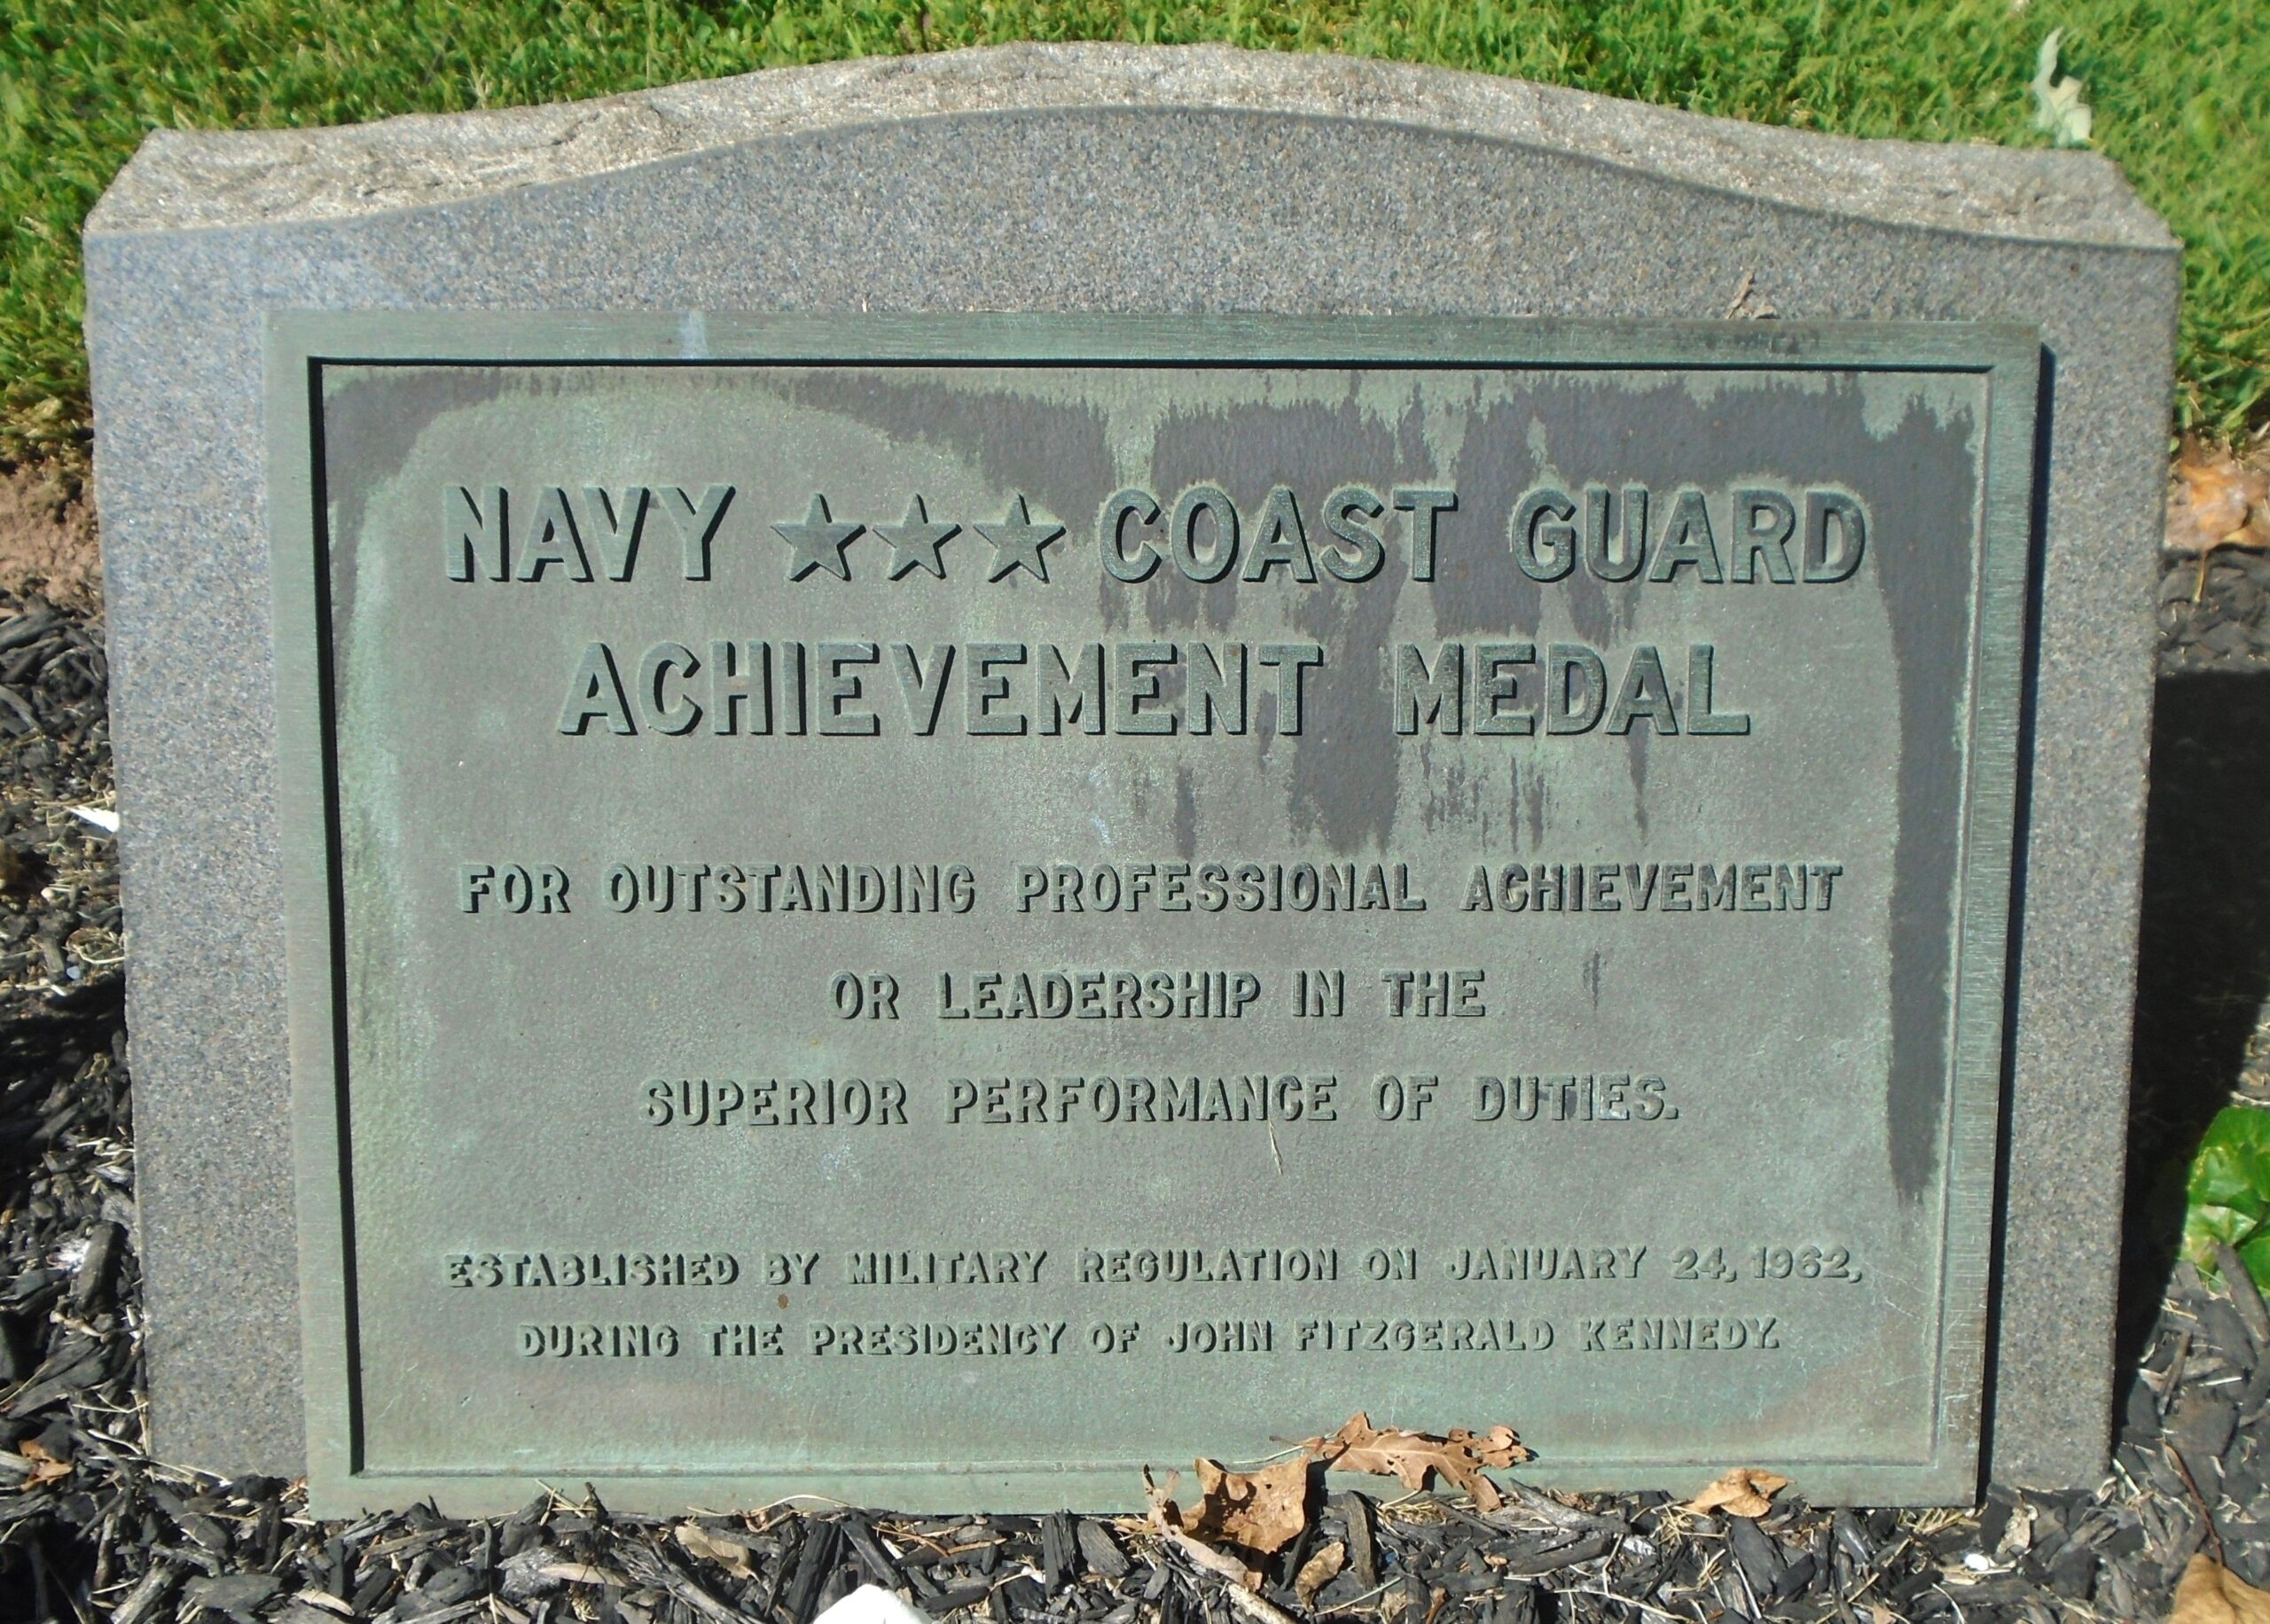 NAVY ★★★ COAST GUARD
ACHIEVEMENT MEDAL
FOR OUTSTANDING PROFESSIONAL ACHIEVEMENT
OR LEADERSHIP IN THE
SUPERIOR PERFORMANCE OF DUTIES.
ESTABLISHED BY MILITARY REGULATION ON JANUARY 24, 1962,
DURING THE PRESIDENCY OF JOHN FITZGERALD KENNEDY.